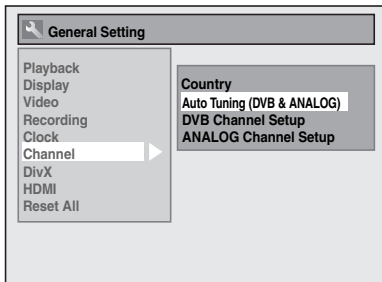 General Setting
Playback
Display
Video
Recording
Clock
Channel
DivX
HDMI
Reset All
Country
Auto Tuning (DVB & ANALOG)
DVB Channel Setup
ANALOG Channel Setup